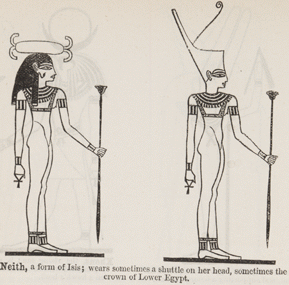 Neith, a form of Isis; wears sometimes a shuttle on her head, sometimes the
crown of Lower Egypt.